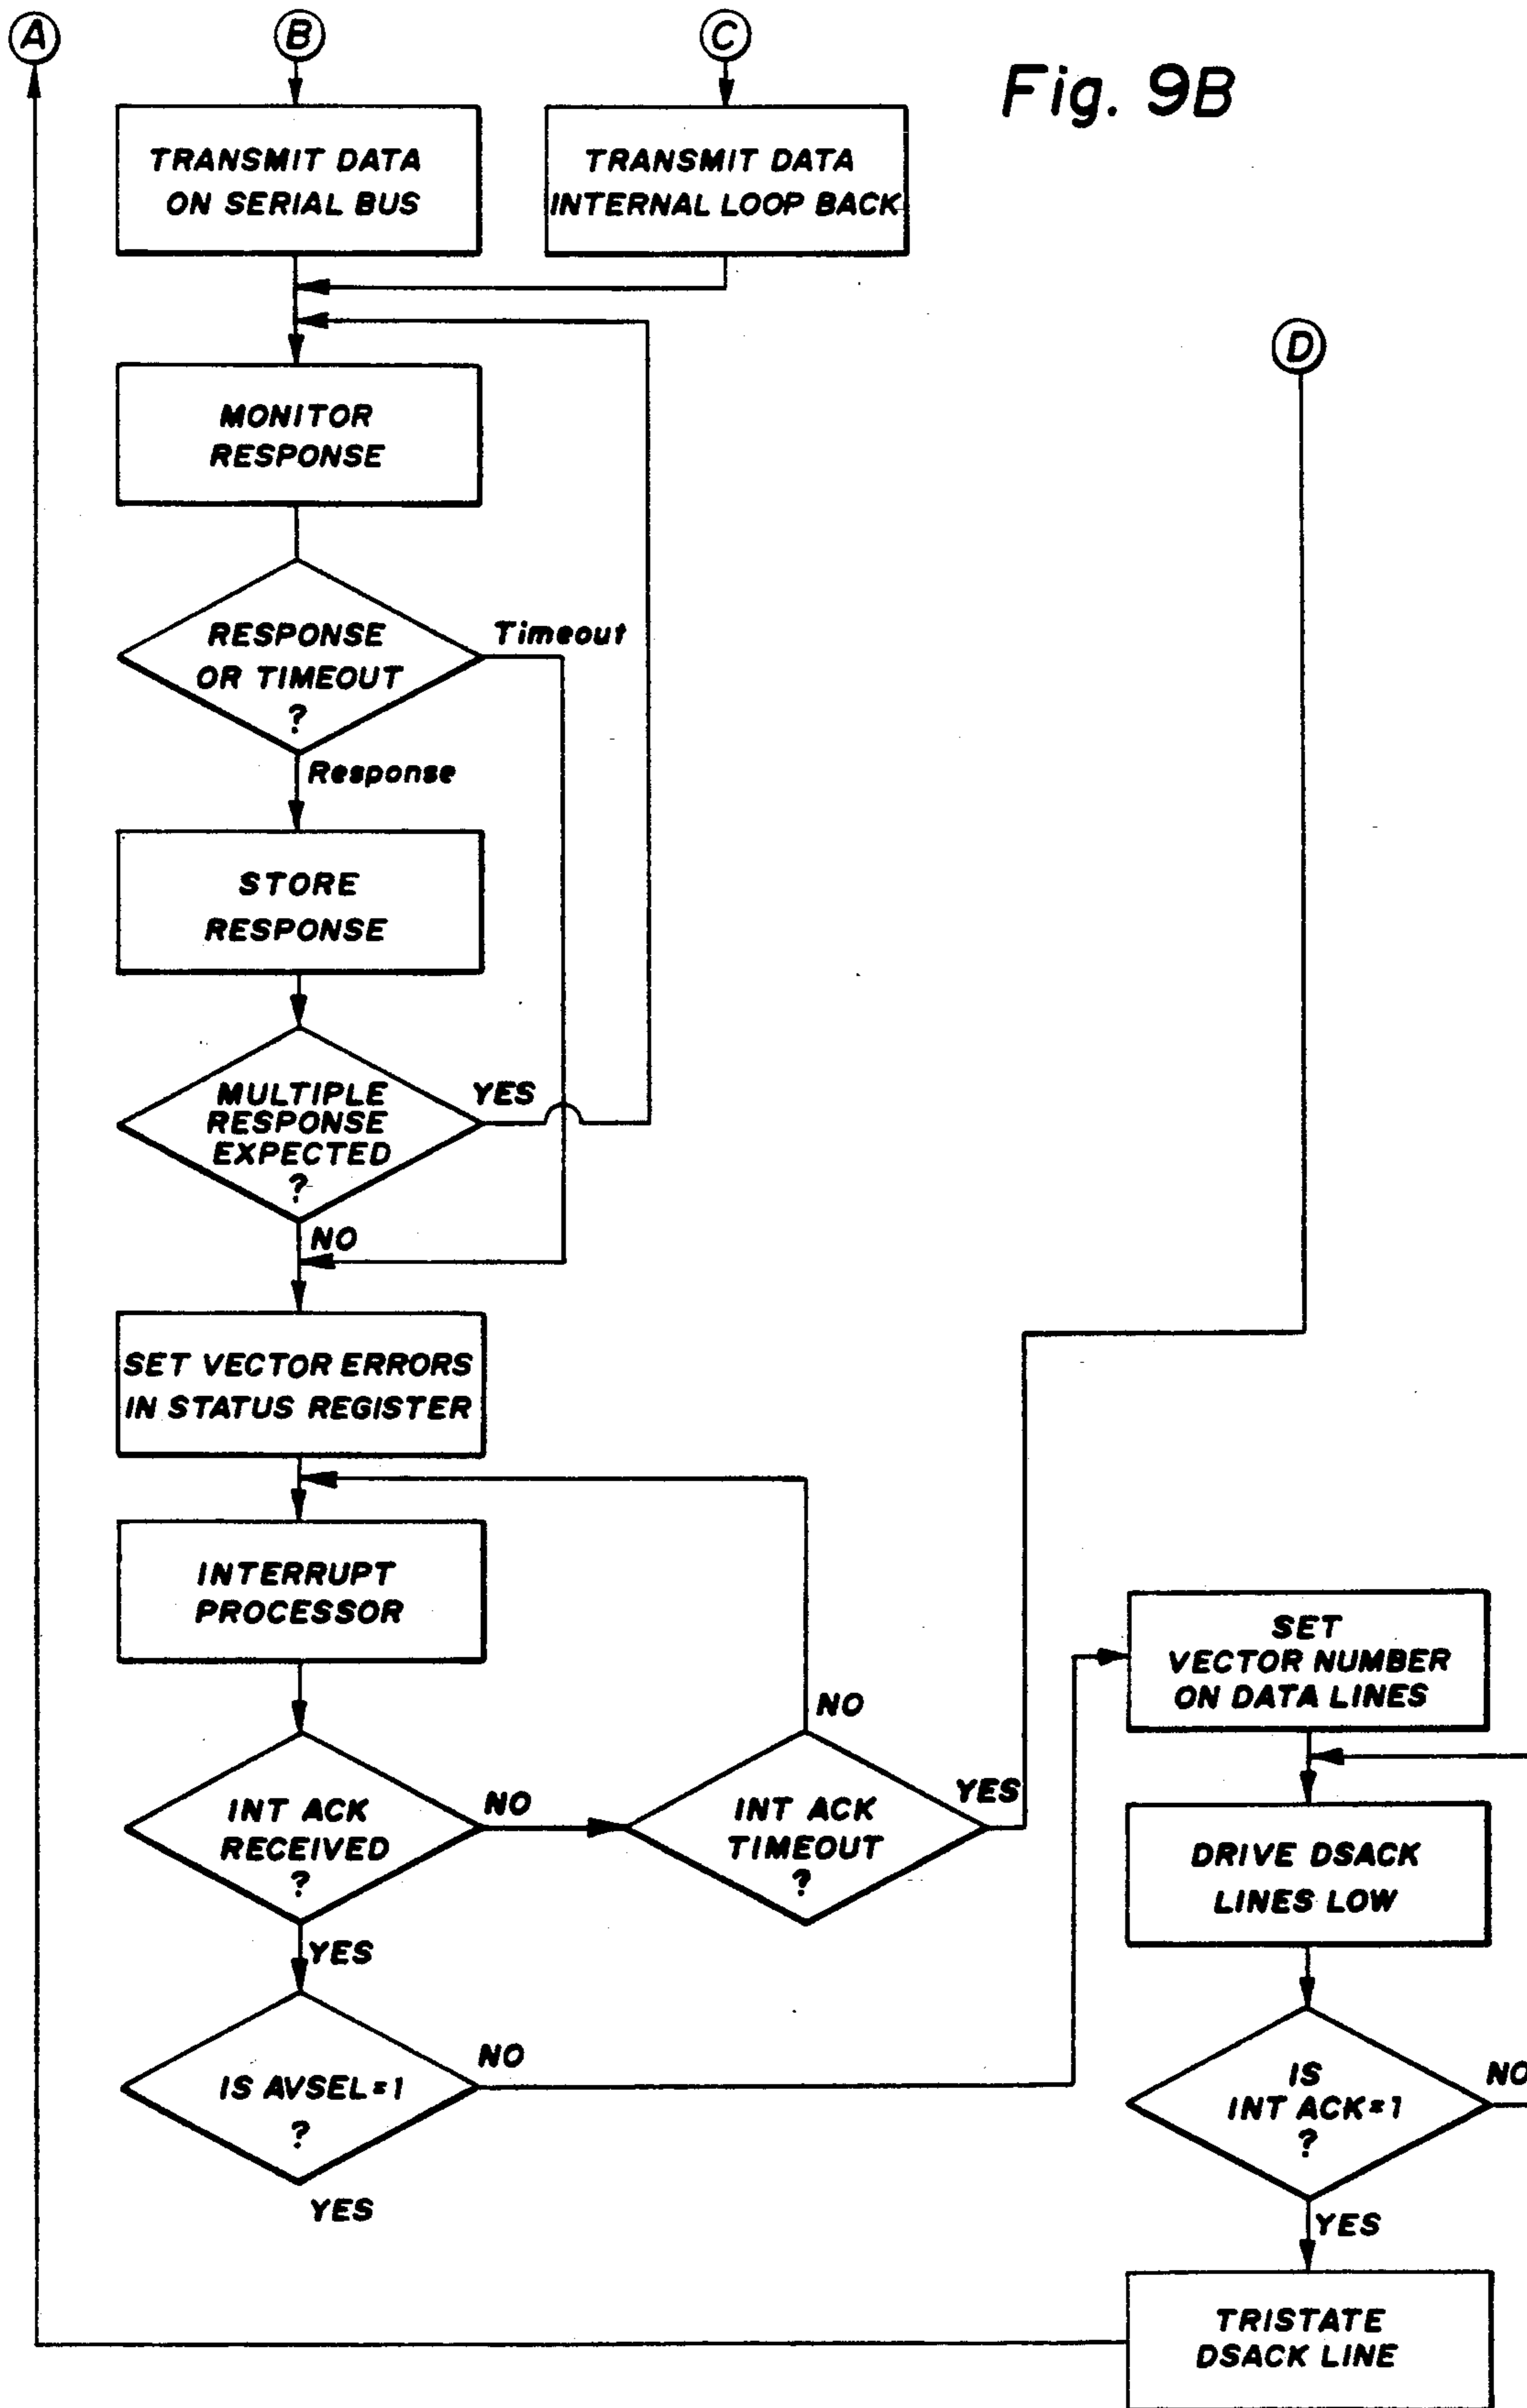 A
B
C
Fig. 9B
TRANSMIT DATA
ON SERIAL BUS
TRANSMIT DATA
INTERNAL LOOP BACK
D
MONITOR
RESPONSE
RESPONSE
OR TIMEOUT
?
Timeout
Response
STORE
RESPONSE
MULTIPLE
RESPONSE
EXPECTED
?
YES
NO
SET VECTOR ERRORS
IN STATUS REGISTER
INTERRUPT
PROCESSOR
INT ACK
RECEIVED
?
NO
YES
INT ACK
TIMEOUT
?
NO
YES
IS AVSEL=1
?
NO
YES
SET
VECTOR NUMBER
ON DATA LINES
DRIVE DSACK
LINES LOW
IS
INT ACK=1
?
NO
YES
TRISTATE
DSACK LINE